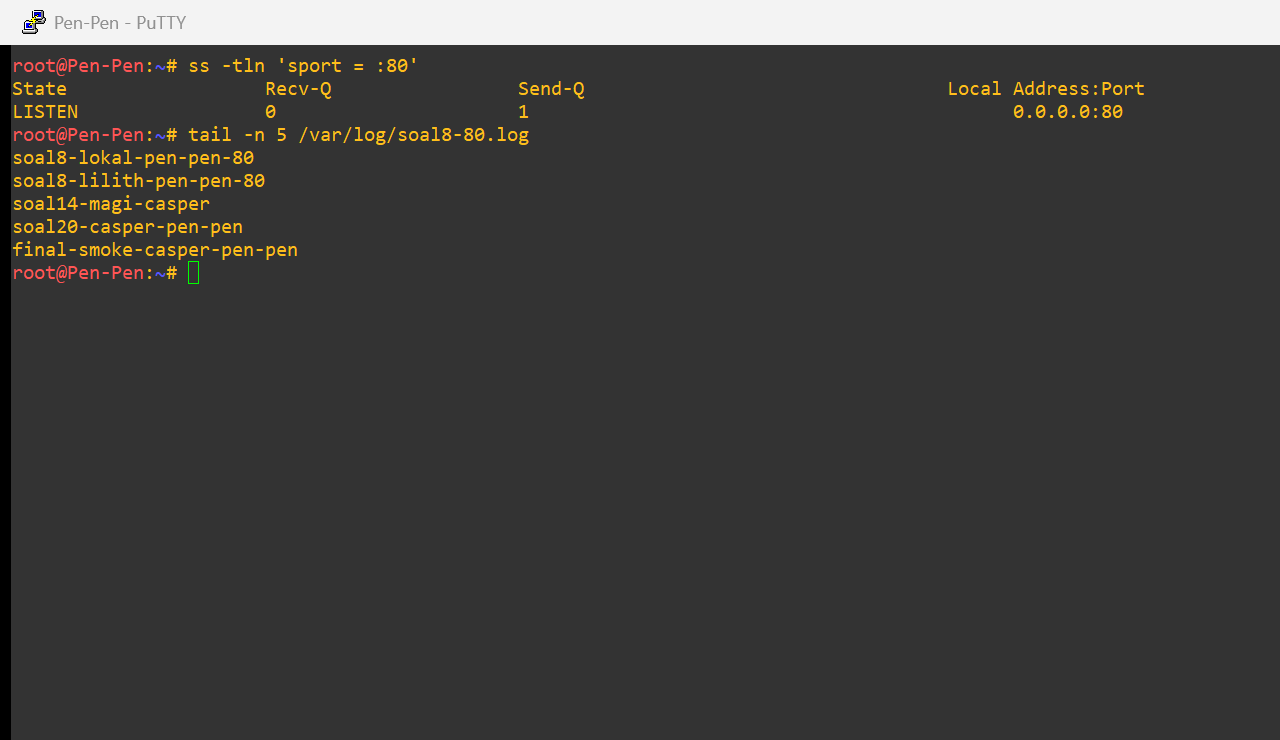 Pen-Pen - PuTTY
root@Pen-Pen:~# ss -tln 'sport = :80'
State Recv-Q Send-Q Local Address:Port
LISTEN 0 1 0.0.0.0:80
root@Pen-Pen:~# tail -n 5 /var/log/soal8-80.log
soal8-lokal-pen-pen-80
soal8-lilith-pen-pen-80
soal14-magi-casper
soal20-casper-pen-pen
final-smoke-casper-pen-pen
root@Pen-Pen:~#